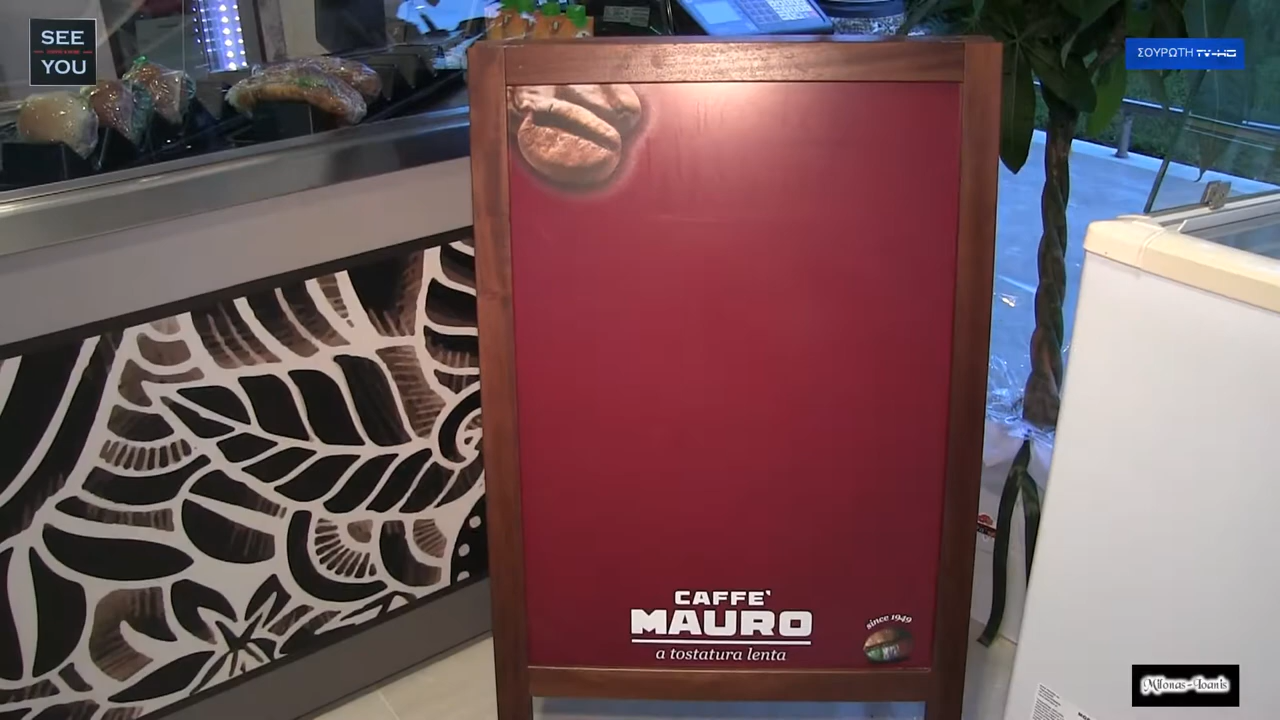 SEE
YOU
ΣΟΥΡΩΤΗ TV-HD
CAFFE`
MAURO
a tostatura lenta
since 1949
Milonas-Ioanis